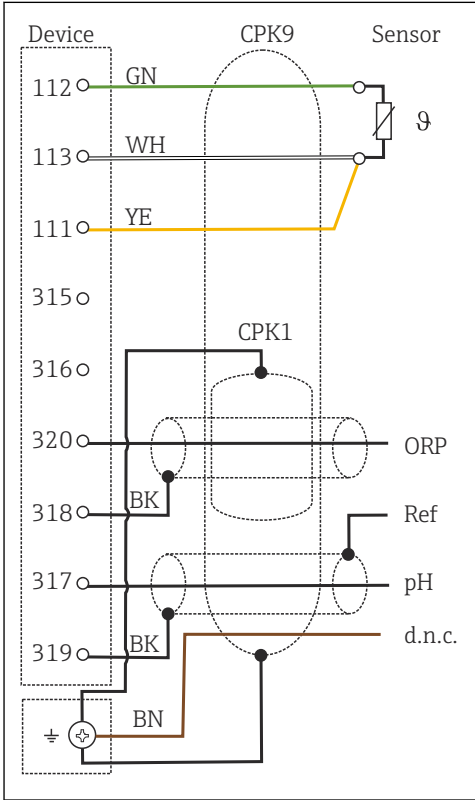 Device CPK9 Sensor
112 GN
ϑ
113 WH
111 YE
315
CPK1
316
320 ORP
BK
318 Ref
317 pH
d.n.c.
319 BK
BN